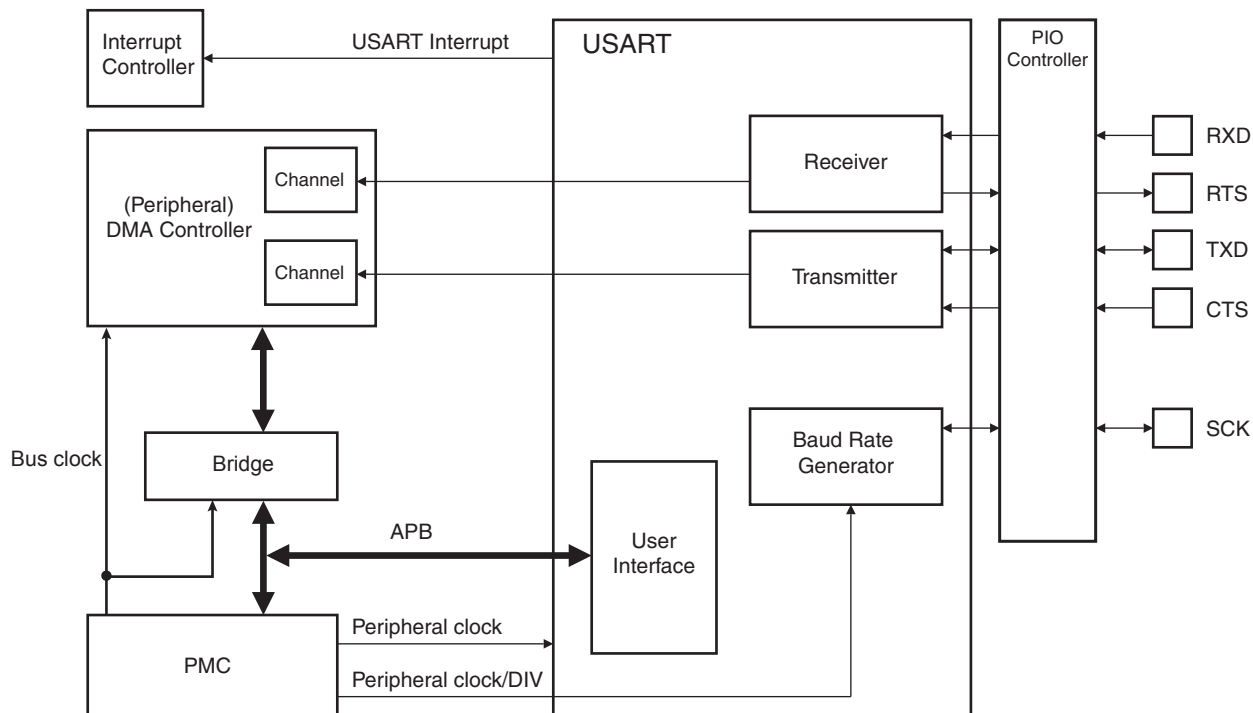 Interrupt
Controller
USART Interrupt
USART
PIO
Controller
(Peripheral)
DMA Controller
Channel
Channel
Receiver
Transmitter
RXD
RTS
TXD
CTS
SCK
Baud Rate
Generator
Bus clock
Bridge
APB
User
Interface
PMC
Peripheral clock
Peripheral clock/DIV